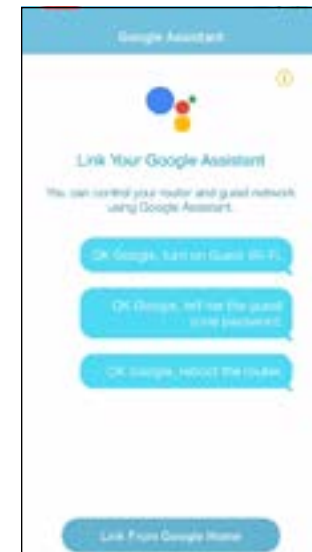 Google Assistant
Link Your Google Assistant
You can control your router and guest network
using Google Assistant.
OK Google, turn on Guest Wi-Fi.
OK Google, tell me the guest
password.
OK Google, reboot the router.
Link From Google Home